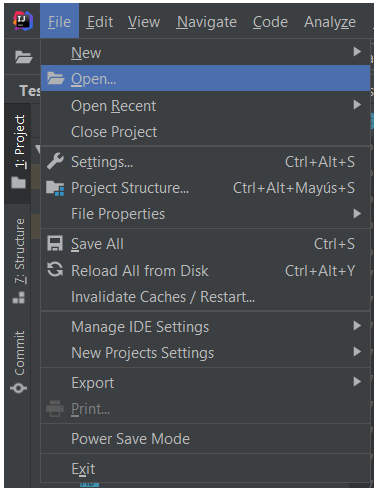 IJ File Edit View Navigate Code Analyze
New
Tes Open...
Open Recent
Close Project
1: Project
Settings... Ctrl+Alt+S
Project Structure... Ctrl+Alt+Mayús+S
File Properties
7: Structure
Save All Ctrl+S
Reload All from Disk Ctrl+Alt+Y
Invalidate Caches / Restart...
Commit
Manage IDE Settings
New Projects Settings
Export
Print...
Power Save Mode
Exit